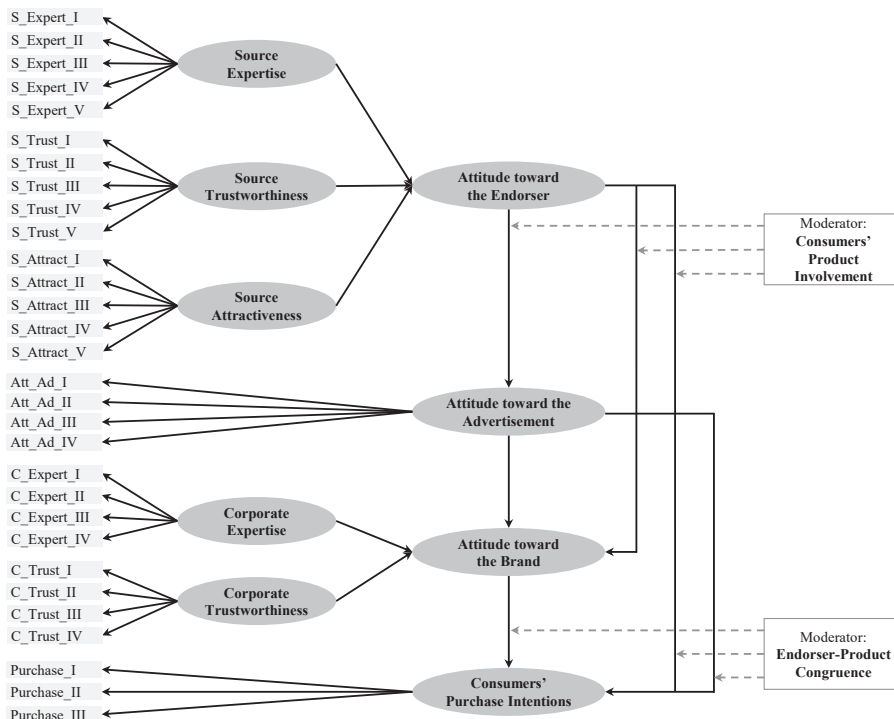 S_Expert_I
S_Expert_II
S_Expert_III
S_Expert_IV
S_Expert_V
Source
Expertise
S_Trust_I
S_Trust_II
S_Trust_III
S_Trust_IV
S_Trust_V
Source
Trustworthiness
Attitude toward
the Endorser
Moderator:
Consumers'
Product
Involvement
S_Attract_I
S_Attract_II
S_Attract_III
S_Attract_IV
S_Attract_V
Source
Attractiveness
Att_Ad_I
Att_Ad_II
Att_Ad_III
Att_Ad_IV
Attitude toward the
Advertisement
C_Expert_I
C_Expert_II
C_Expert_III
C_Expert_IV
Corporate
Expertise
Attitude toward
the Brand
C_Trust_I
C_Trust_II
C_Trust_III
C_Trust_IV
Corporate
Trustworthiness
Moderator:
Endorser-Product
Congruence
Purchase_I
Purchase_II
Purchase_III
Consumers'
Purchase Intentions